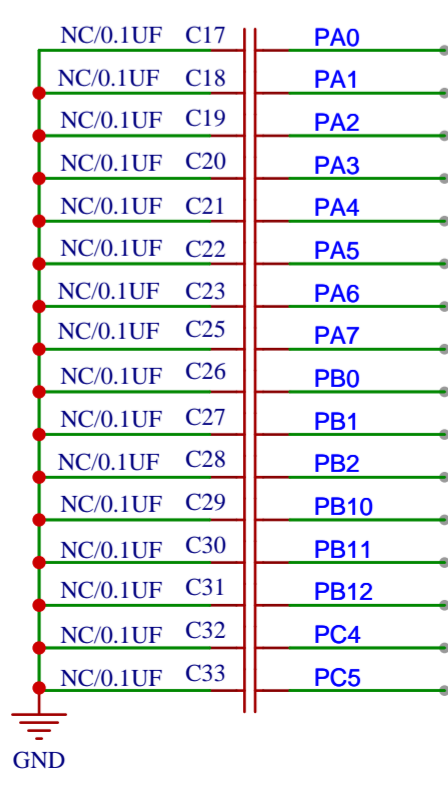 NC/0.1UF C17 PA0
NC/0.1UF C18 PA1
NC/0.1UF C19 PA2
NC/0.1UF C20 PA3
NC/0.1UF C21 PA4
NC/0.1UF C22 PA5
NC/0.1UF C23 PA6
NC/0.1UF C25 PA7
NC/0.1UF C26 PB0
NC/0.1UF C27 PB1
NC/0.1UF C28 PB2
NC/0.1UF C29 PB10
NC/0.1UF C30 PB11
NC/0.1UF C31 PB12
NC/0.1UF C32 PC4
NC/0.1UF C33 PC5
GND